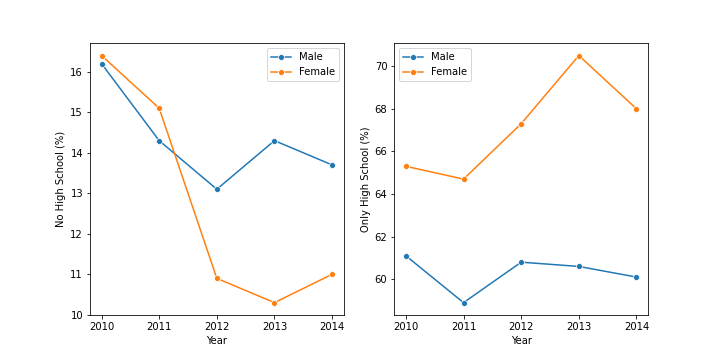 Male
Female
No High School (%)
16
15
14
13
12
11
10
2010 2011 2012 2013 2014
Year
Male
Female
Only High School (%)
70
68
66
64
62
60
2010 2011 2012 2013 2014
Year